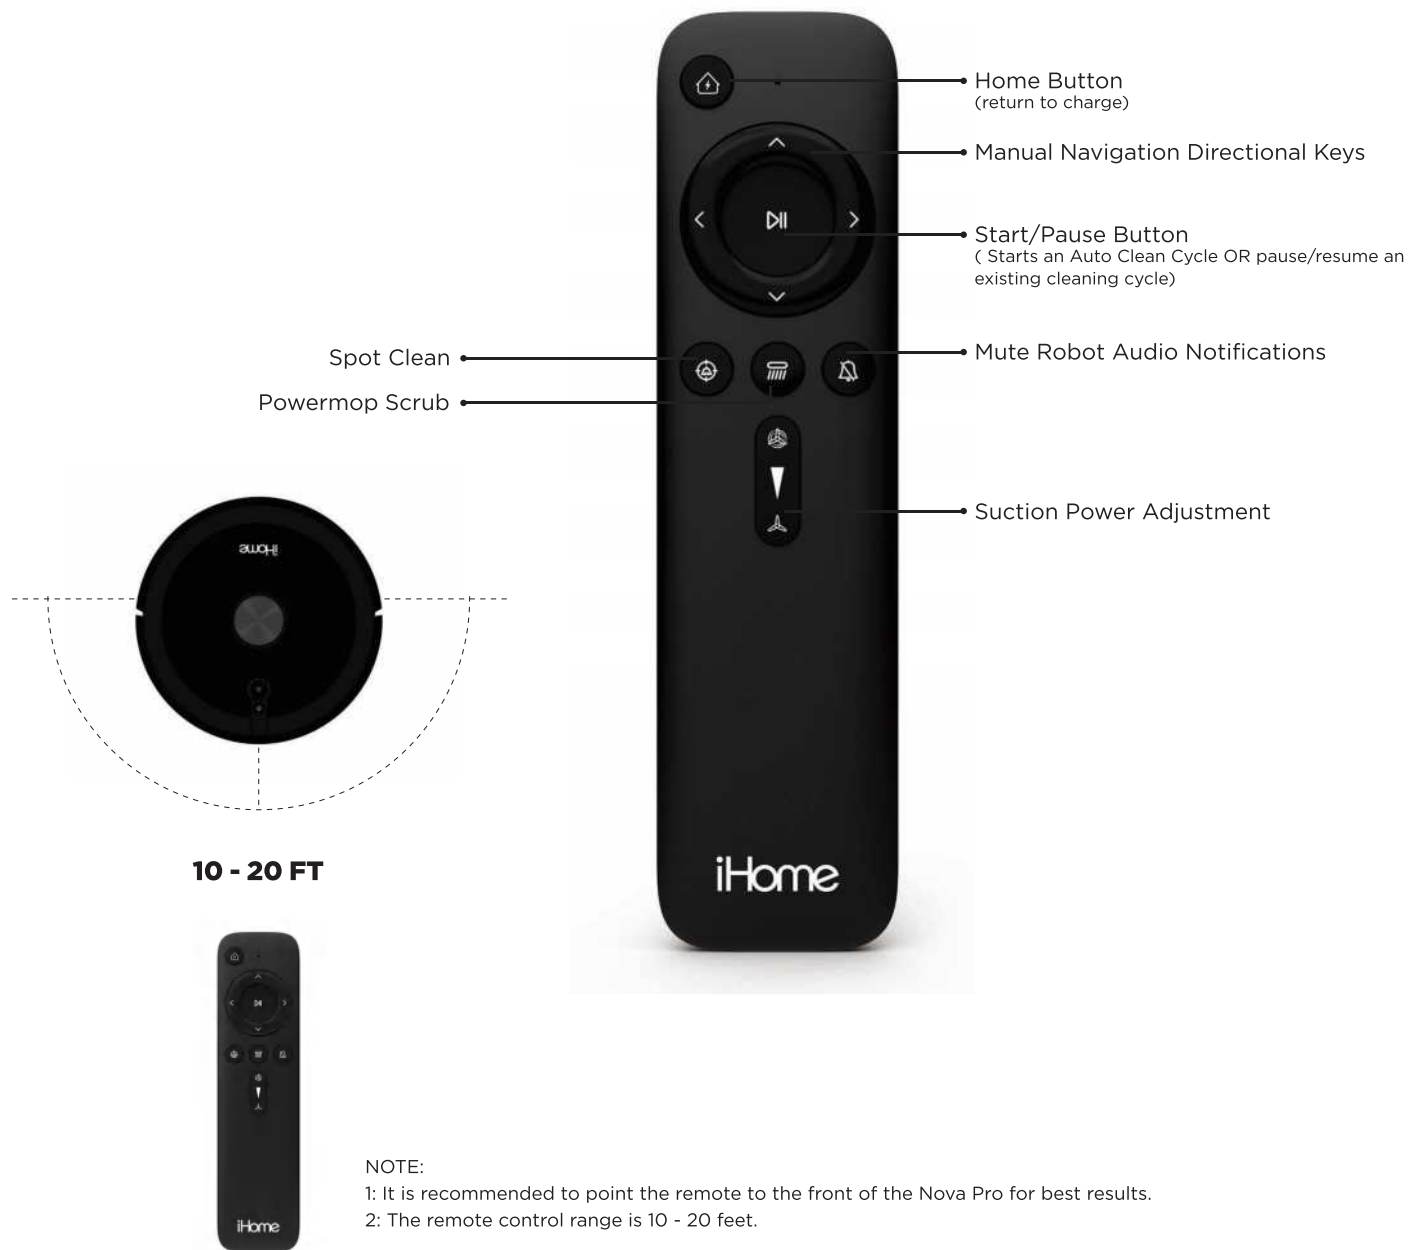 Home Button
(return to charge)
Manual Navigation Directional Keys
Start/Pause Button
( Starts an Auto Clean Cycle OR pause/resume an
existing cleaning cycle)
Spot Clean
Mute Robot Audio Notifications
Powermop Scrub
Suction Power Adjustment
iHome
10 - 20 FT
iHome
iHome
NOTE:
1: It is recommended to point the remote to the front of the Nova Pro for best results.
2: The remote control range is 10 - 20 feet.